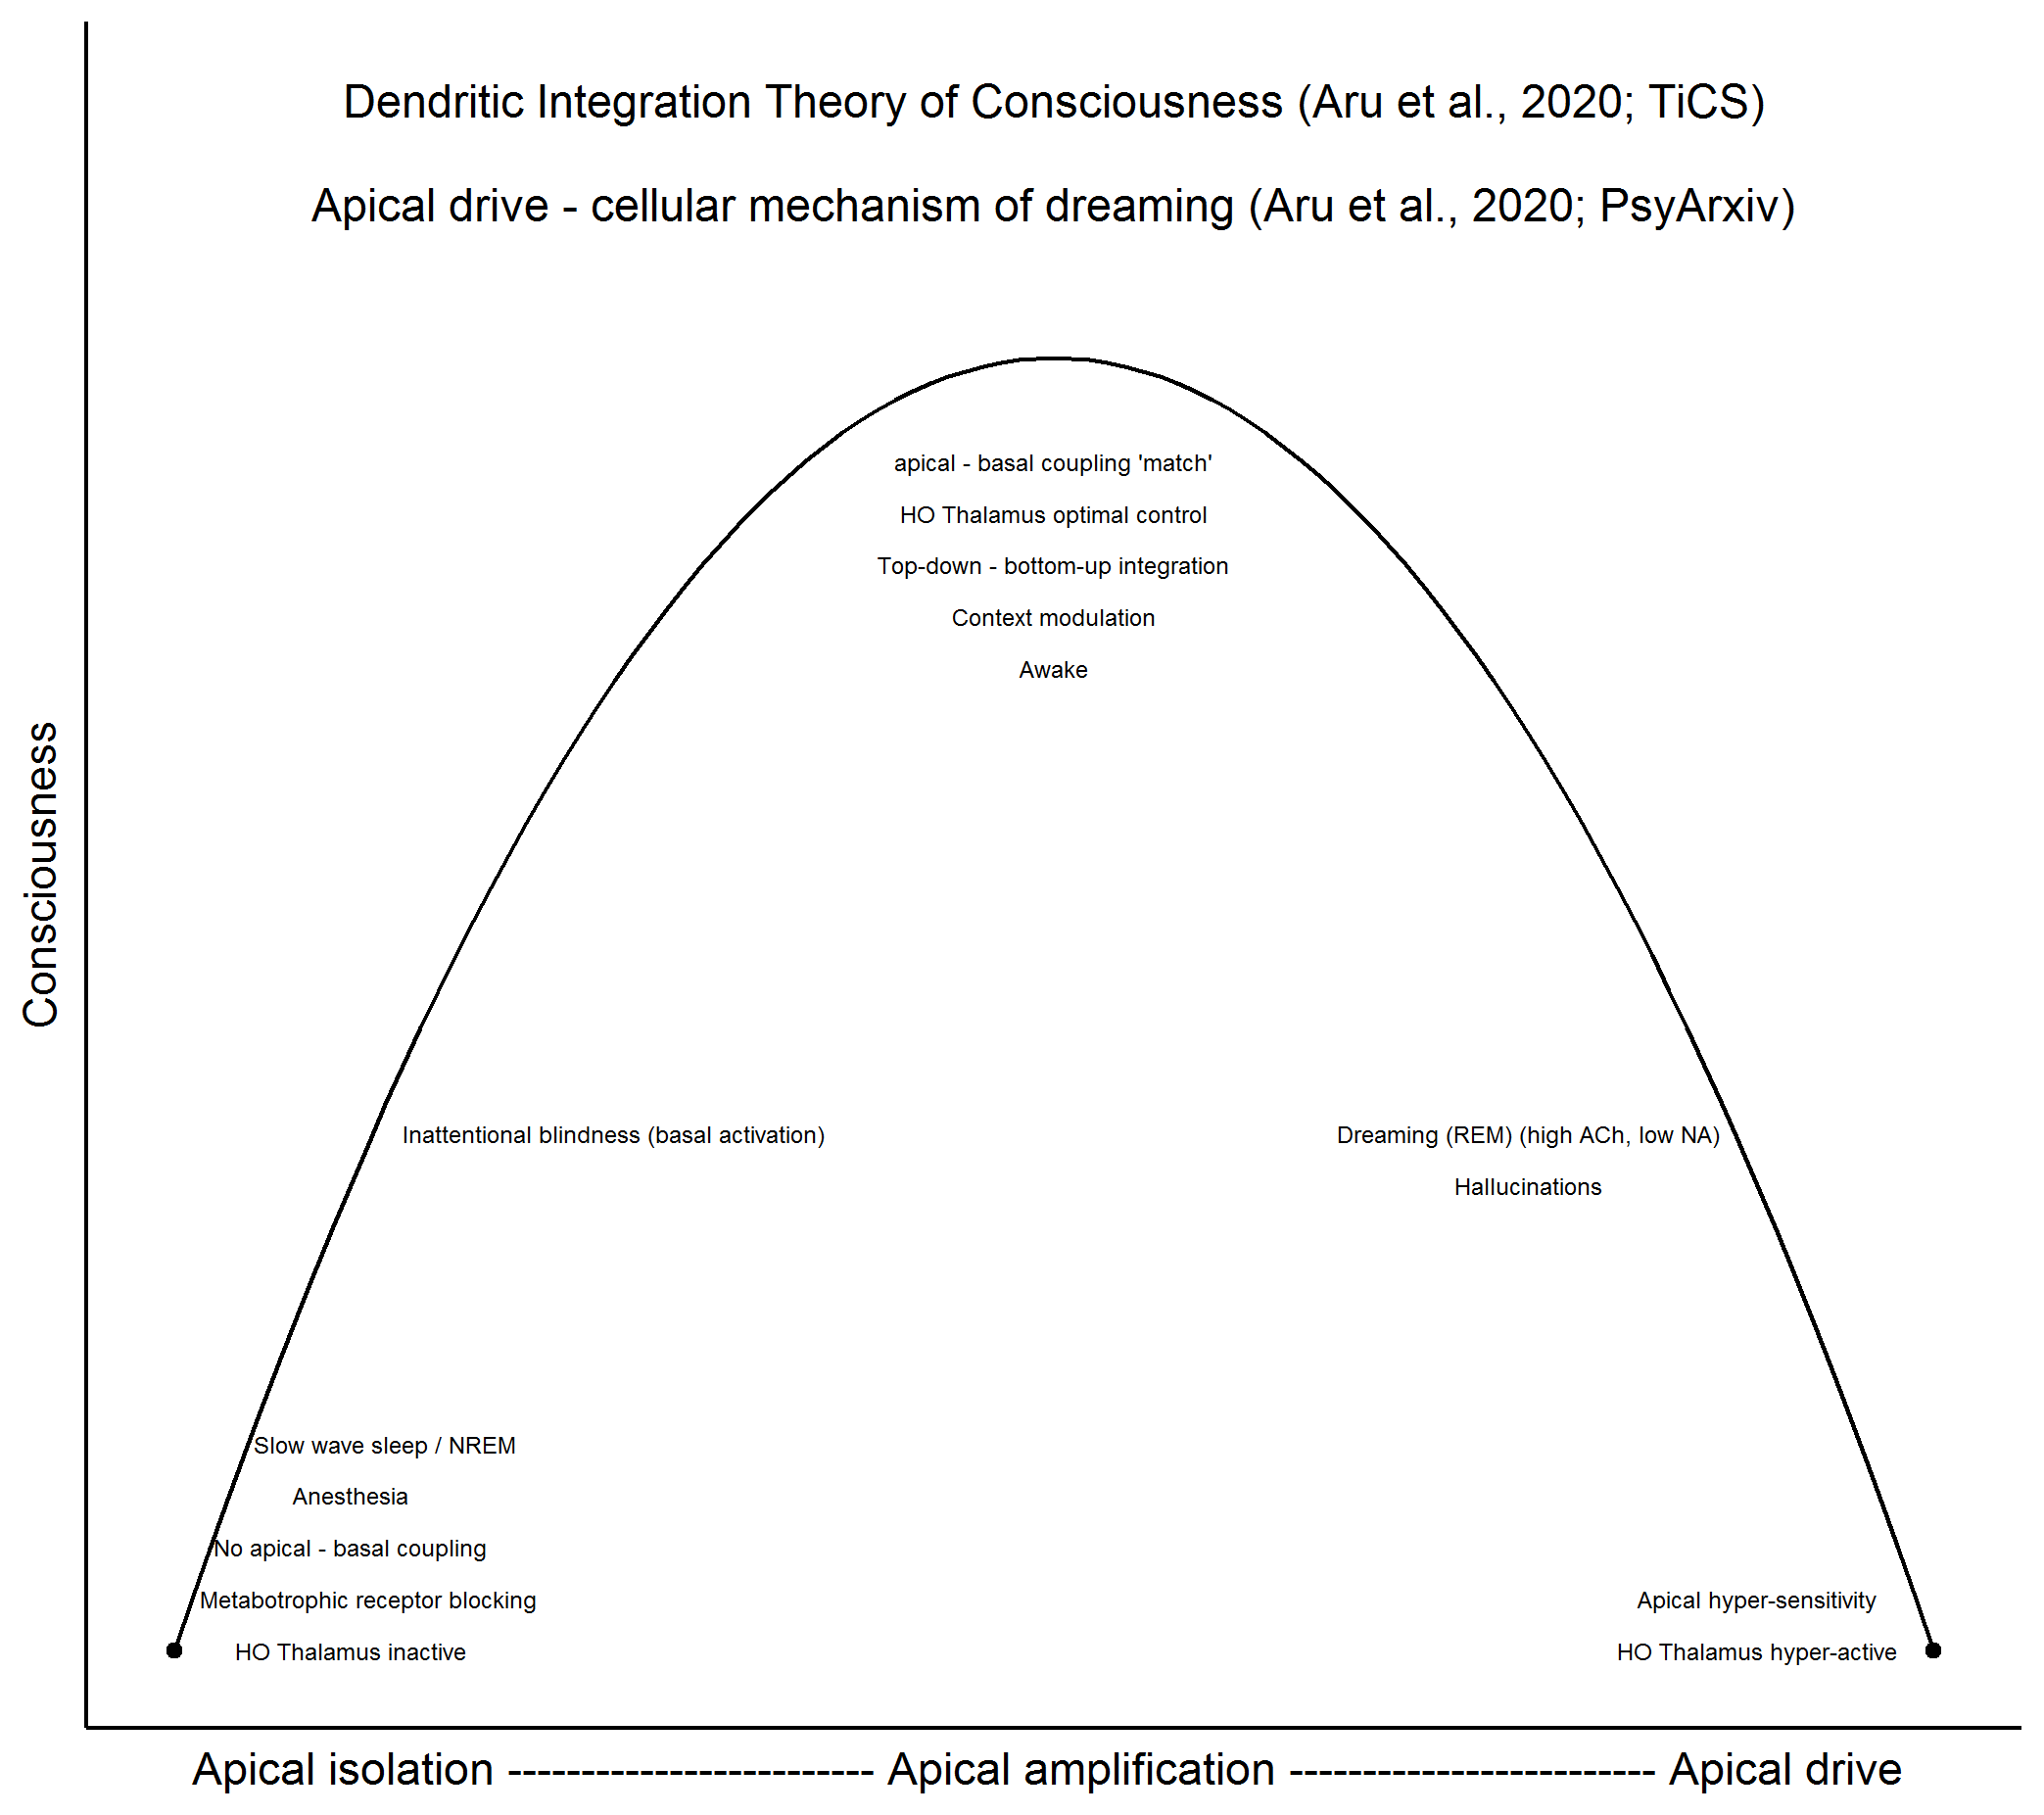 Dendritic Integration Theory of Consciousness (Aru et al., 2020; TiCS)
Apical drive - cellular mechanism of dreaming (Aru et al., 2020; PsyArxiv)
Consciousness
apical - basal coupling 'match'
HO Thalamus optimal control
Top-down - bottom-up integration
Context modulation
Awake
Inattentional blindness (basal activation)
Dreaming (REM) (high ACh, low NA)
Hallucinations
Slow wave sleep / NREM
Anesthesia
No apical - basal coupling
Metabotrophic receptor blocking
HO Thalamus inactive
Apical hyper-sensitivity
HO Thalamus hyper-active
Apical isolation ------------------------- Apical amplification ------------------------- Apical drive